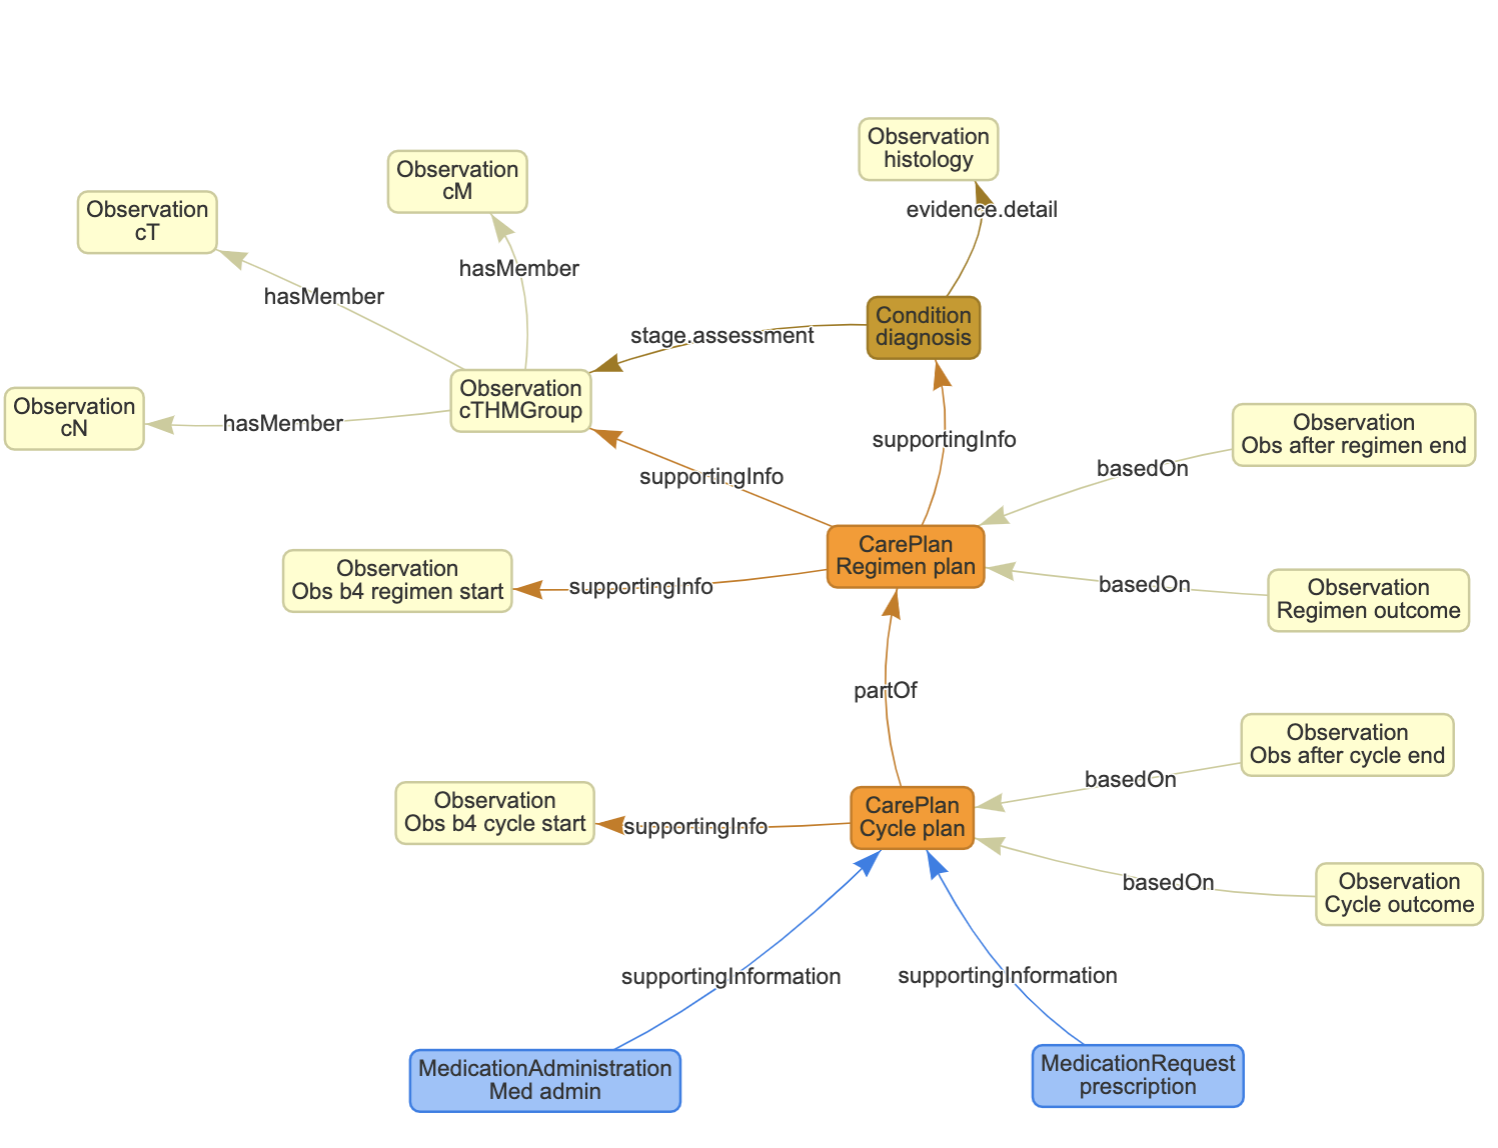 Observation
histology
Observation
cM
Observation
cT
evidence.detail
hasMember
hasMember
Condition
diagnosis
stage.assessment
Observation
cTHMGroup
Observation
cN
hasMember
supportingInfo
Observation
Obs after regimen end
basedOn
supportingInfo
CarePlan
Regimen plan
Observation
Obs b4 regimen start
supportingInfo
basedOn
Observation
Regimen outcome
partOf
Observation
Obs after cycle end
basedOn
CarePlan
Cycle plan
Observation
Obs b4 cycle start
supportingInfo
basedOn
Observation
Cycle outcome
supportingInformation
supportingInformation
MedicationAdministration
Med admin
MedicationRequest
prescription